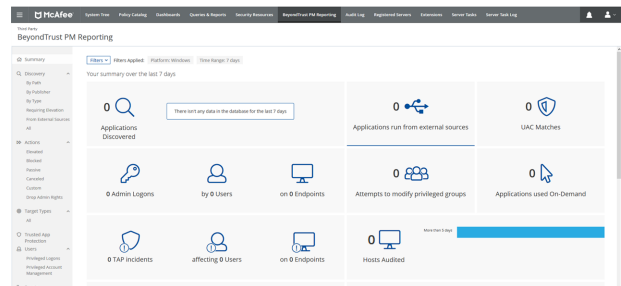 McAfee
System Tree Policy Catalog Dashboards Queries & Reports Security Resources BeyondTrust PM Reporting Audit Log Registered Servers Extensions Server Tasks Server Task Log
Third Party
BeyondTrust PM Reporting
Summary
Discovery
By Path
By Publisher
By Type
Requiring Elevation
From External Sources
All
Actions
Elevated
Blocked
Passive
Canceled
Custom
Drop Admin Rights
Target Types
All
Trusted App
Protection
Users
Privileged Logons
Privileged Account
Management
Filters Filters Applied: Platform: Windows Time Range: 7 days
Your summary over the last 7 days
0
Applications
Discovered
There isn't any data in the database for the last 7 days
0
Applications run from external sources
0
UAC Matches
0 Admin Logons
by 0 Users
on 0 Endpoints
0
Attempts to modify privileged groups
0
Applications used On-Demand
0 TAP incidents
affecting 0 Users
on 0 Endpoints
0
Hosts Audited
More than 0 days